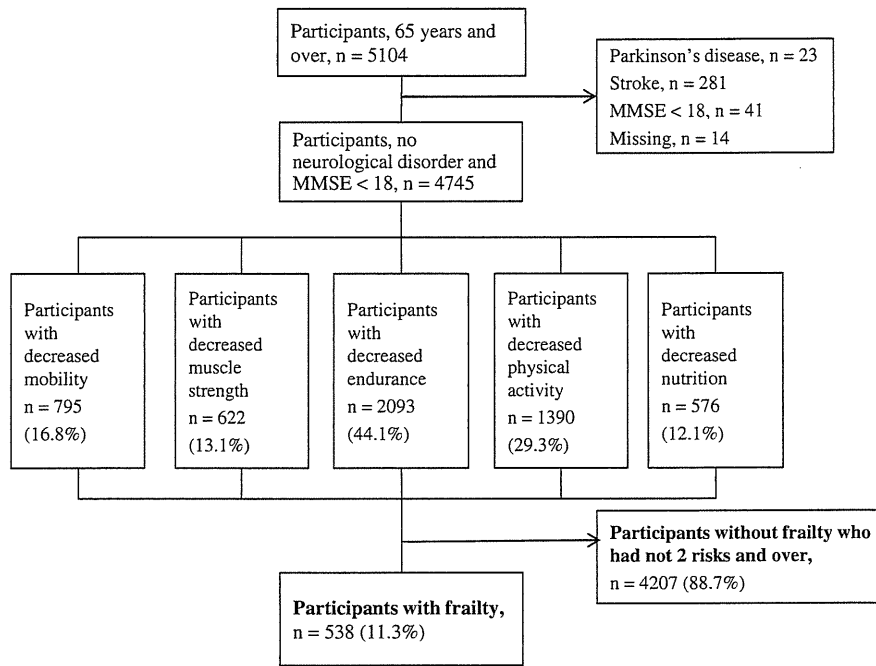 Participants, 65 years and
over, n = 5104
Parkinson's disease, n = 23
Stroke, n = 281
MMSE < 18, n = 41
Missing, n = 14
Participants, no
neurological disorder and
MMSE < 18, n = 4745
Participants
with
decreased
mobility
n = 795
(16.8%)
Participants
with
decreased
muscle
strength
n = 622
(13.1%)
Participants
with
decreased
endurance
n = 2093
(44.1%)
Participants
with
decreased
physical
activity
n = 1390
(29.3%)
Participants
with
decreased
nutrition
n = 576
(12.1%)
Participants without frailty who
had not 2 risks and over,
n = 4207 (88.7%)
Participants with frailty,
n = 538 (11.3%)